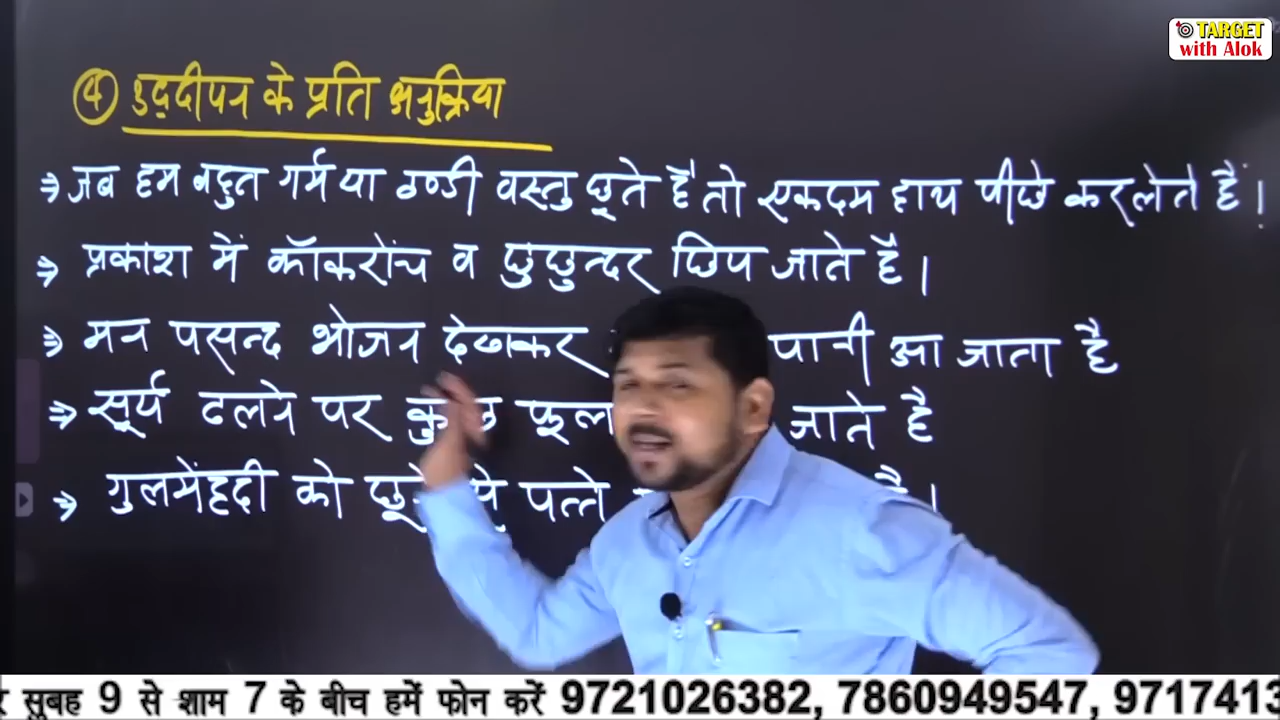 TARGET
with Alok
④ उद्दीपन के प्रति अनुक्रिया
⇒ जब हम बहुत गर्म या ठण्डी वस्तु छूते हैं तो एकदम हाथ पीछे कर लेते हैं।
⇒ प्रकाश में कॉकरोंच व छुछुन्दर छिप जाते हैं।
⇒ मन पसन्द भोजन देखकर पानी आ जाता है
⇒ सूर्य ढलने पर कुछ फूल जाते है
⇒ गुलमेंहदी को छूने पत्ते है।
सुबह 9 से शाम 7 के बीच हमें फोन करें 9721026382, 7860949547, 9717413